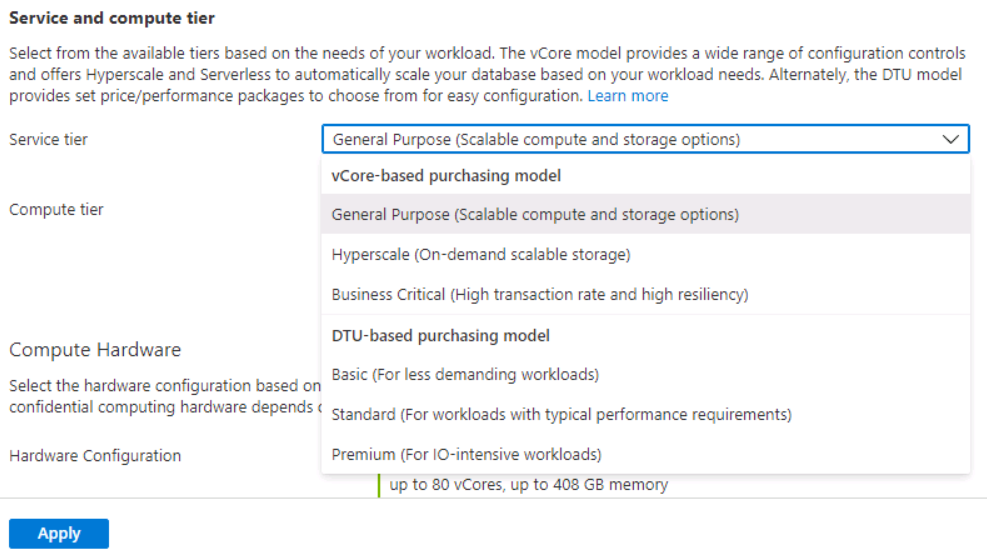 Service and compute tier
Select from the available tiers based on the needs of your workload. The vCore model provides a wide range of configuration controls
and offers Hyperscale and Serverless to automatically scale your database based on your workload needs. Alternately, the DTU model
provides set price/performance packages to choose from for easy configuration. Learn more
Service tier
General Purpose (Scalable compute and storage options)
vCore-based purchasing model
Compute tier
General Purpose (Scalable compute and storage options)
Hyperscale (On-demand scalable storage)
Business Critical (High transaction rate and high resiliency)
DTU-based purchasing model
Compute Hardware
Basic (For less demanding workloads)
Select the hardware configuration based on
confidential computing hardware depends
Standard (For workloads with typical performance requirements)
Hardware Configuration
Premium (For IO-intensive workloads)
up to 80 vCores, up to 408 GB memory
Apply